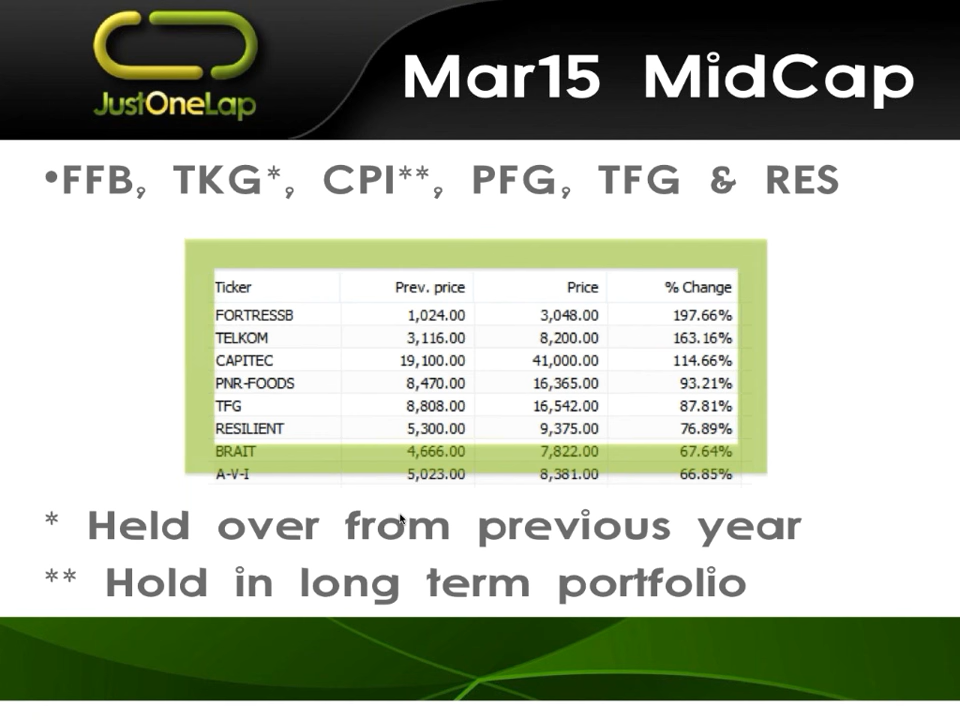 JustOneLap
Mar15 MidCap
•FFB, TKG*, CPI**, PFG, TFG & RES
Ticker Prev. price Price % Change
FORTRESSB 1,024.00 3,048.00 197.66%
TELKOM 3,116.00 8,200.00 163.16%
CAPITEC 19,100.00 41,000.00 114.66%
PNR-FOODS 8,470.00 16,365.00 93.21%
TFG 8,808.00 16,542.00 87.81%
RESILIENT 5,300.00 9,375.00 76.89%
BRAIT 4,666.00 7,822.00 67.64%
A-V-I 5,023.00 8,381.00 66.85%
* Held over from previous year
** Hold in long term portfolio